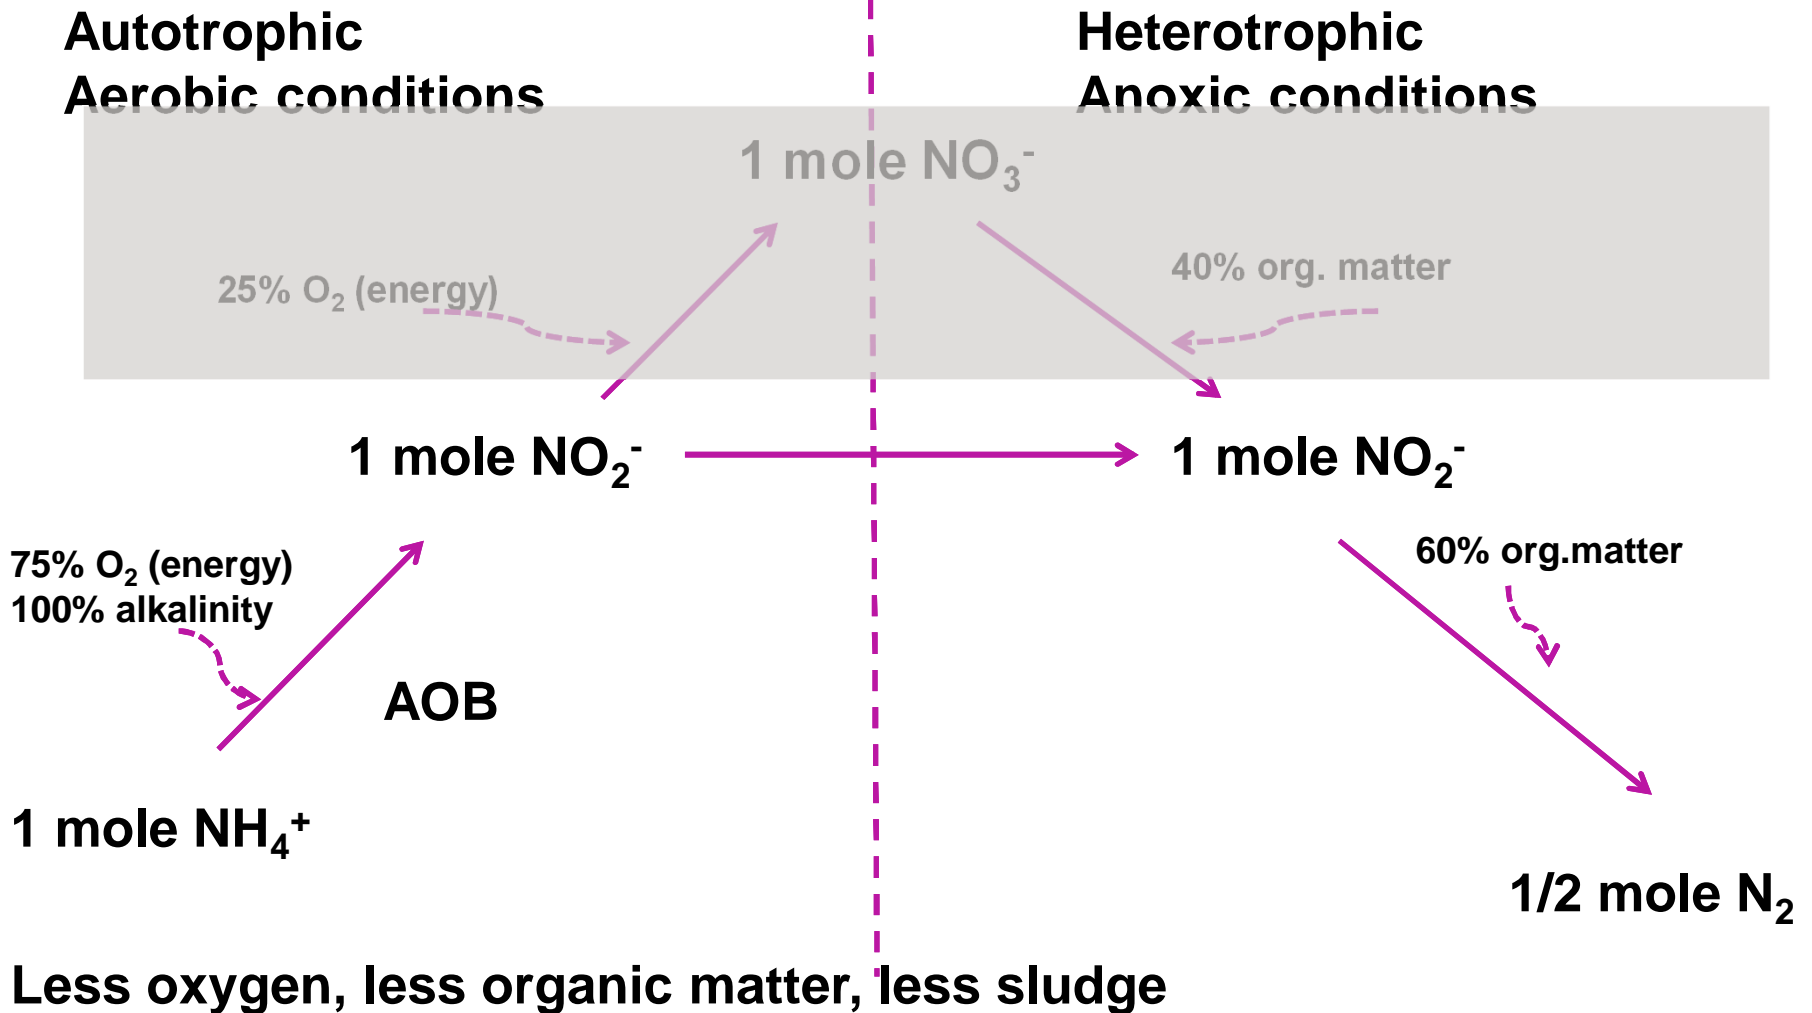 Autotrophic
Aerobic conditions
Heterotrophic
Anoxic conditions
1 mole NO₃⁻
25% O₂ (energy)
40% org. matter
1 mole NO₂⁻
1 mole NO₂⁻
75% O₂ (energy)
100% alkalinity
60% org.matter
AOB
1 mole NH₄⁺
1/2 mole N₂
Less oxygen, less organic matter, less sludge